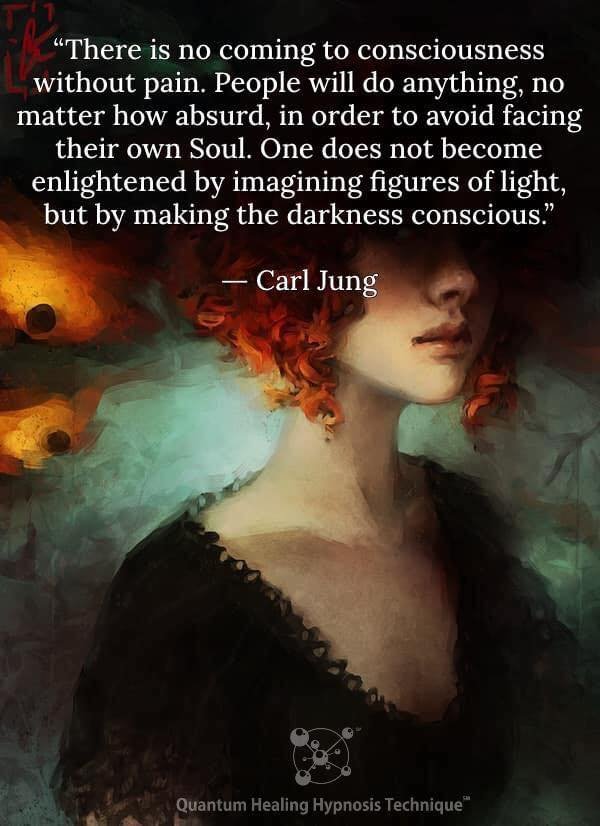 “There is no coming to consciousness
without pain. People will do anything, no
matter how absurd, in order to avoid facing
their own Soul. One does not become
enlightened by imagining figures of light,
but by making the darkness conscious.”
— Carl Jung
Quantum Healing Hypnosis Technique℠